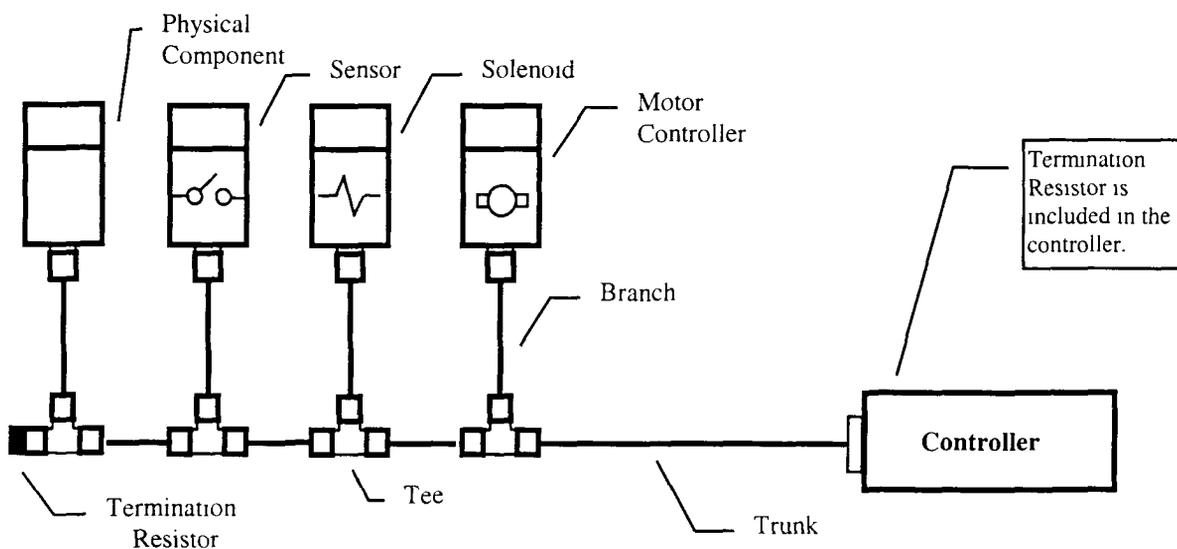 Physical
Component
Sensor
Solenoid
Motor
Controller
Termination
Resistor is
included in the
controller.
Branch
Controller
Tee
Termination
Resistor
Trunk